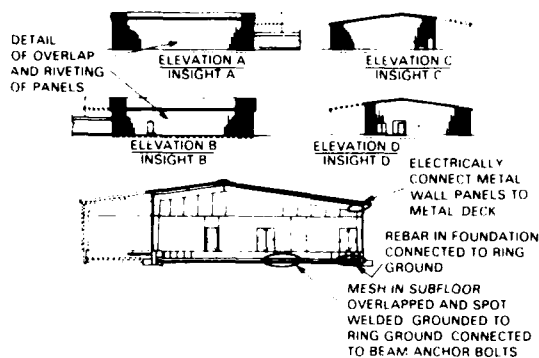 DETAIL
OF OVERLAP
AND RIVETING
OF PANELS
ELEVATION A
INSIGHT A
ELEVATION C
INSIGHT C
ELEVATION B
INSIGHT B
ELEVATION D
INSIGHT D
ELECTRICALLY
CONNECT METAL
WALL PANELS TO
METAL DECK
REBAR IN FOUNDATION
CONNECTED TO RING
GROUND
MESH IN SUBFLOOR
OVERLAPPED AND SPOT
WELDED GROUNDED TO
RING GROUND CONNECTED
TO BEAM ANCHOR BOLTS